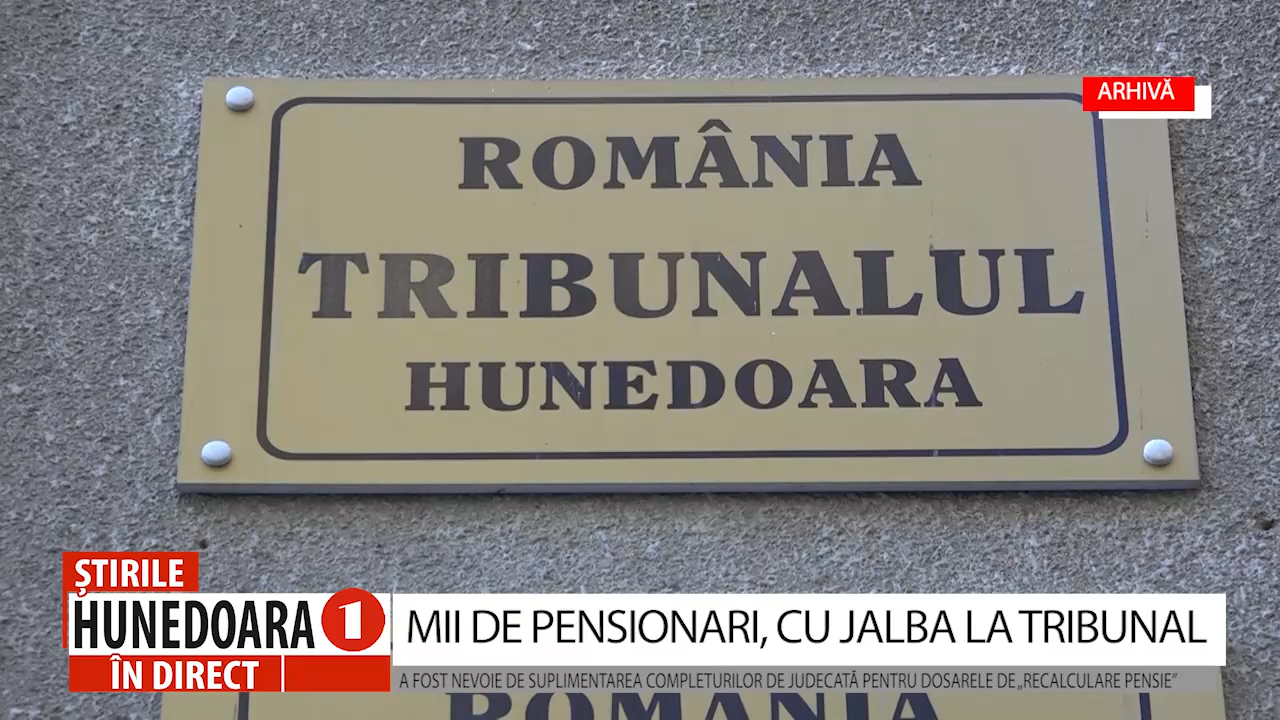 ARHIVĂ
ROMÂNIA
TRIBUNALUL
HUNEDOARA
ȘTIRILE
HUNEDOARA 1
ÎN DIRECT
MII DE PENSIONARI, CU JALBA LA TRIBUNAL
A FOST NEVOIE DE SUPLIMENTAREA COMPLETURILOR DE JUDECATĂ PENTRU DOSARELE DE „RECALCULARE PENSIE”
ROMÂNIA